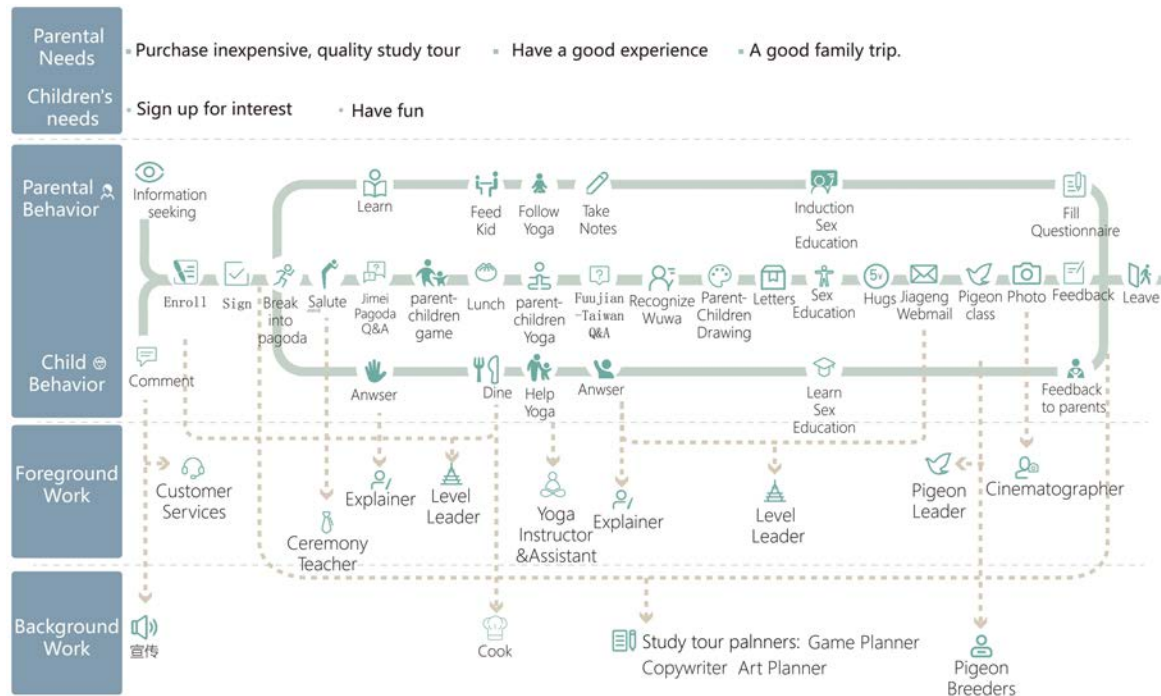 Parental
Needs
Purchase inexpensive, quality study tour
Have a good experience
A good family trip.
Children's
needs
Sign up for interest
Have fun
Parental
Behavior
Information
seeking
Learn
Feed
Kid
Follow
Yoga
Take
Notes
Induction
Sex
Education
Fill
Questionnaire
Enroll
Sign
Break
into
pagoda
Salute
Jimei
Pagoda
Q&A
parent-
children
game
Lunch
parent-
children
Yoga
Fuujian
-Taiwan
Q&A
Recognize
Wuwa
Parent-
Children
Drawing
Letters
Sex
Education
Hugs
Jiageng
Webmail
Pigeon
class
Photo
Feedback
Leave
Child
Behavior
Comment
Anwser
Dine
Help
Yoga
Anwser
Learn
Sex
Education
Feedback
to parents
Foreground
Work
Customer
Services
Ceremony
Teacher
Explainer
Level
Leader
Yoga
Instructor
&Assistant
Explainer
Level
Leader
Pigeon
Leader
Cinematographer
Background
Work
宣传
Cook
Study tour palnners: Game Planner
Copywriter Art Planner
Pigeon
Breeders